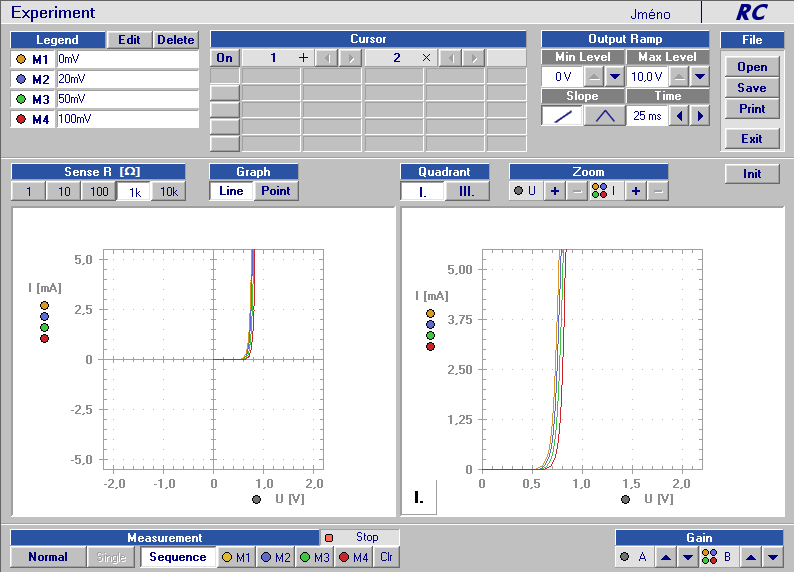 Experiment Jméno RC
Legend Edit Delete
M1 0mV
M2 20mV
M3 50mV
M4 100mV
Cursor
On 1 + 2 ×
Output Ramp
Min Level Max Level
0 V 10,0 V
Slope Time
25 ms
File
Open
Save
Print
Exit
Init
Sense R [Ω]
1 10 100 1k 10k
Graph
Line Point
Quadrant
I. III.
Zoom
U + – I + –
5,0
I [mA]
2,5
0
-2,5
-5,0
-2,0 -1,0 0 1,0 2,0
U [V]
5,00
I [mA]
3,75
2,50
1,25
0
0 0,5 1,0 1,5 2,0
I. U [V]
Measurement Stop
Normal Single Sequence M1 M2 M3 M4 Clr
Gain
A B